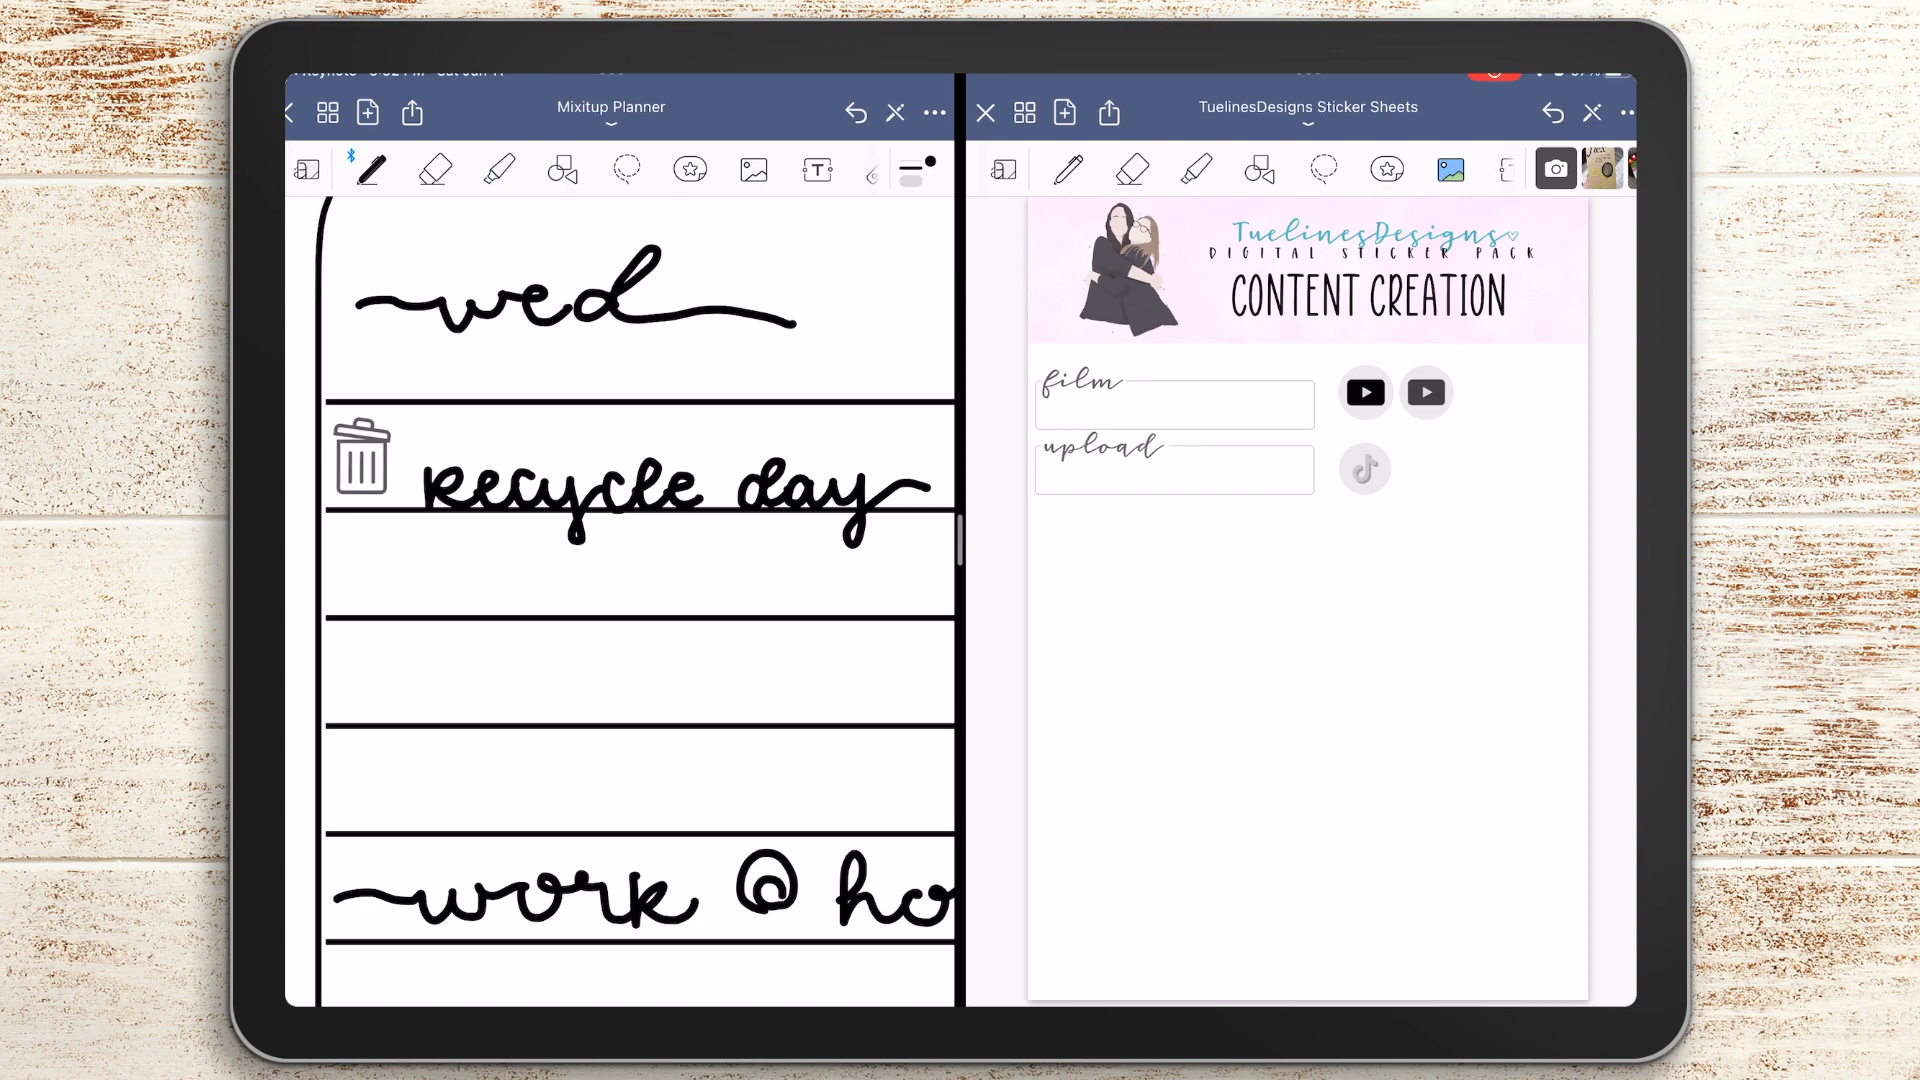 Mixitup Planner
wed
Recycle day
work @ ho
TuelinesDesigns Sticker Sheets
TuelinesDesigns
DIGITAL STICKER PACK
CONTENT CREATION
film
upload